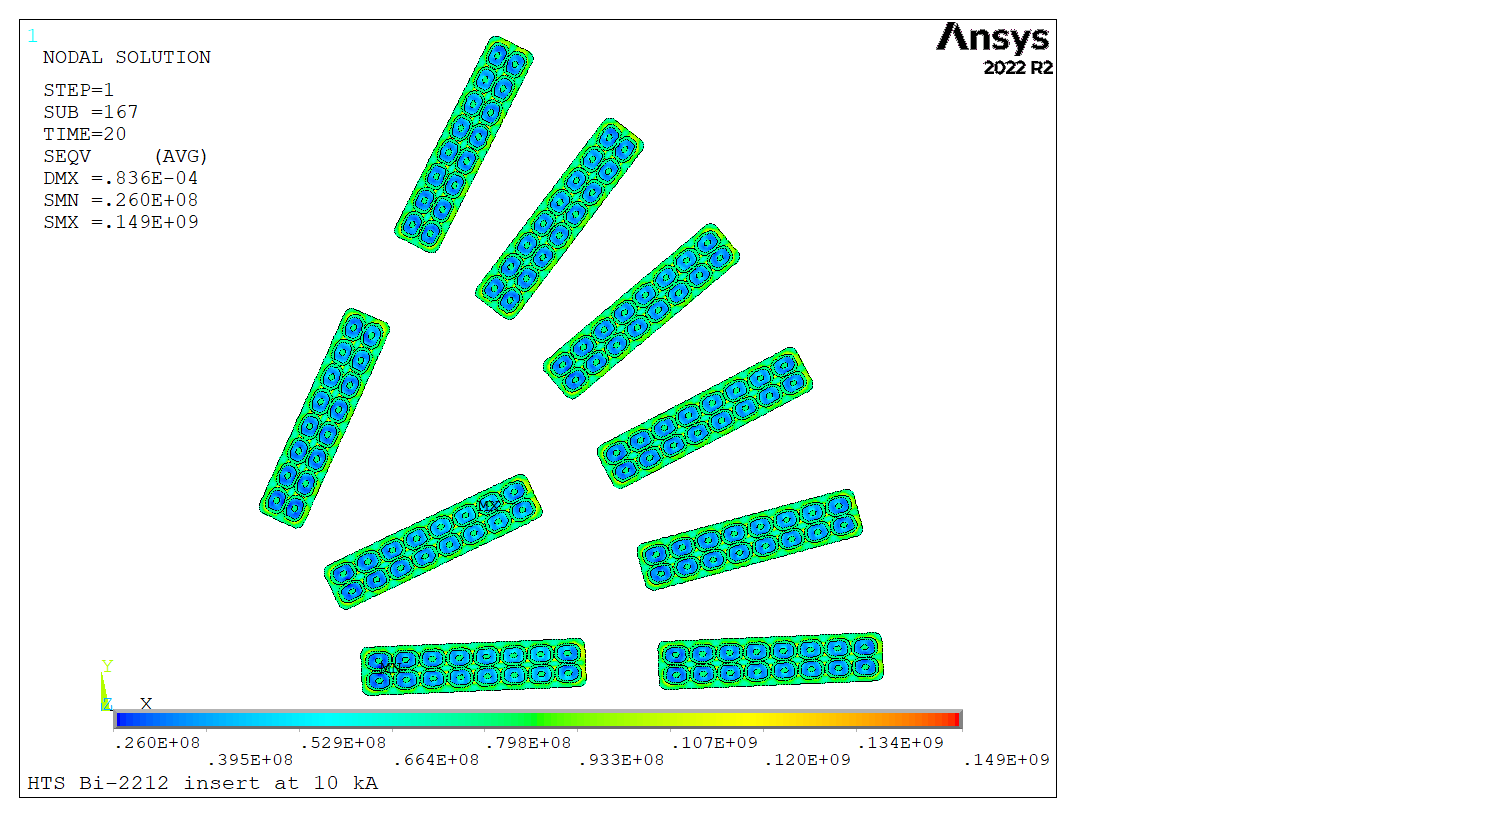 1
Ansys
2022 R2
NODAL SOLUTION
STEP=1
SUB =167
TIME=20
SEQV (AVG)
DMX =.836E-04
SMN =.260E+08
SMX =.149E+09
MX
Y
Z X
.260E+08 .529E+08 .798E+08 .107E+09 .134E+09
.395E+08 .664E+08 .933E+08 .120E+09 .149E+09
HTS Bi-2212 insert at 10 kA